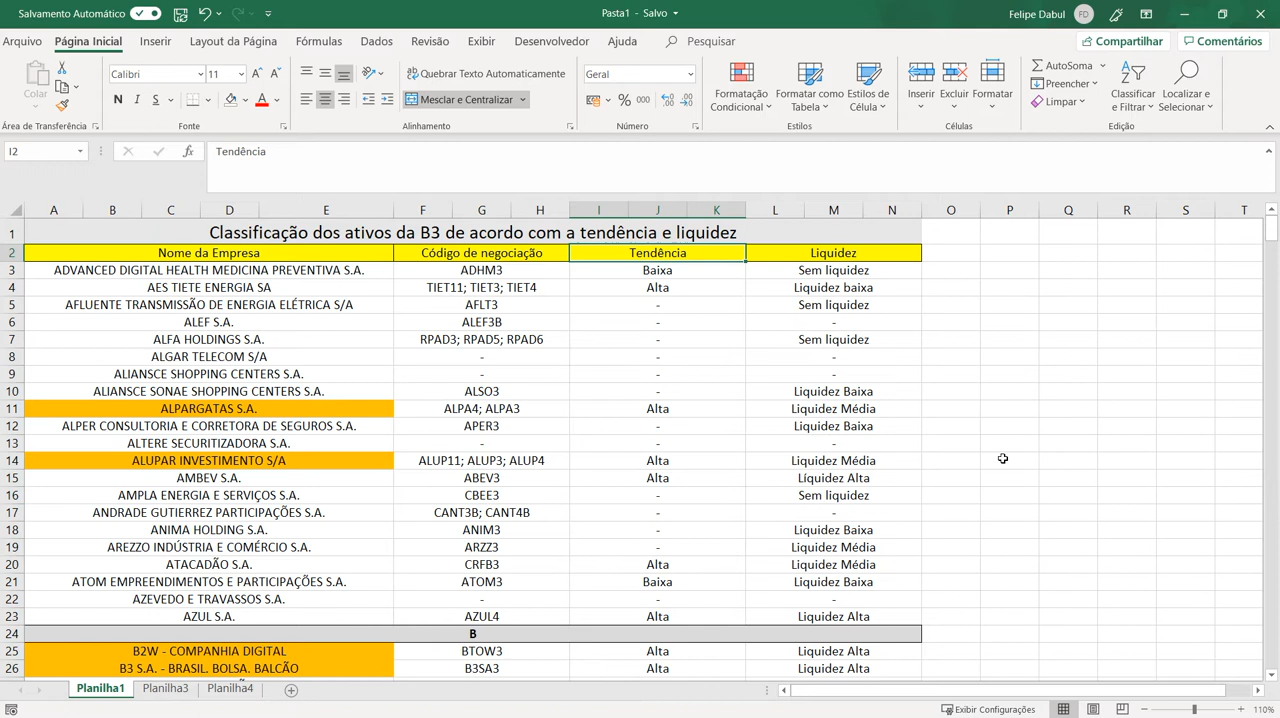 Salvamento Automático
Pasta1 - Salvo
Felipe Dabul
FD
Arquivo
Página Inicial
Inserir
Layout da Página
Fórmulas
Dados
Revisão
Exibir
Desenvolvedor
Ajuda
Pesquisar
Compartilhar
Comentários
Colar
Calibri
11
N I S
A
Quebrar Texto Automaticamente
Mesclar e Centralizar
Geral
% 000
Formatação Condicional
Formatar como Tabela
Estilos de Célula
Inserir
Excluir
Formatar
AutoSoma
Preencher
Limpar
Classificar e Filtrar
Localizar e Selecionar
Área de Transferência
Fonte
Alinhamento
Número
Estilos
Células
Edição
I2
fx
Tendência
A B C D E F G H I J K L M N O P Q R S T
1 Classificação dos ativos da B3 de acordo com a tendência e liquidez
2 Nome da Empresa Código de negociação Tendência Liquidez
3 ADVANCED DIGITAL HEALTH MEDICINA PREVENTIVA S.A. ADHM3 Baixa Sem liquidez
4 AES TIETE ENERGIA SA TIET11; TIET3; TIET4 Alta Liquidez baixa
5 AFLUENTE TRANSMISSÃO DE ENERGIA ELÉTRICA S/A AFLT3 - Sem liquidez
6 ALEF S.A. ALEF3B - -
7 ALFA HOLDINGS S.A. RPAD3; RPAD5; RPAD6 - Sem liquidez
8 ALGAR TELECOM S/A - - -
9 ALIANSCE SHOPPING CENTERS S.A. - - -
10 ALIANSCE SONAE SHOPPING CENTERS S.A. ALSO3 - Liquidez Baixa
11 ALPARGATAS S.A. ALPA4; ALPA3 Alta Liquidez Média
12 ALPER CONSULTORIA E CORRETORA DE SEGUROS S.A. APER3 - Liquidez Baixa
13 ALTERE SECURITIZADORA S.A. - - -
14 ALUPAR INVESTIMENTO S/A ALUP11; ALUP3; ALUP4 Alta Liquidez Média
15 AMBEV S.A. ABEV3 Alta Líquidez Alta
16 AMPLA ENERGIA E SERVIÇOS S.A. CBEE3 - Sem liquidez
17 ANDRADE GUTIERREZ PARTICIPAÇÕES S.A. CANT3B; CANT4B - -
18 ANIMA HOLDING S.A. ANIM3 - Liquidez Baixa
19 AREZZO INDÚSTRIA E COMÉRCIO S.A. ARZZ3 - Liquidez Média
20 ATACADÃO S.A. CRFB3 Alta Liquidez Média
21 ATOM EMPREENDIMENTOS E PARTICIPAÇÕES S.A. ATOM3 Baixa Liquidez Baixa
22 AZEVEDO E TRAVASSOS S.A. - - -
23 AZUL S.A. AZUL4 Alta Liquidez Alta
24 B
25 B2W - COMPANHIA DIGITAL BTOW3 Alta Liquidez Alta
26 B3 S.A. - BRASIL. BOLSA. BALCÃO B3SA3 Alta Liquidez Alta
Planilha1
Planilha3
Planilha4
Exibir Configurações
110%